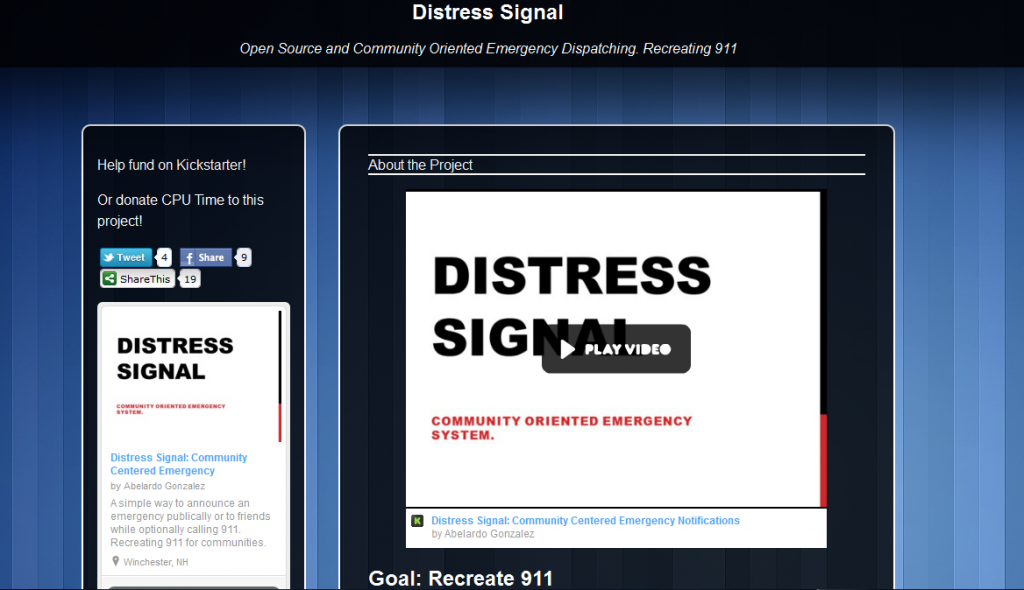 Distress Signal
Open Source and Community Oriented Emergency Dispatching. Recreating 911
Help fund on Kickstarter!
Or donate CPU Time to this
project!
Tweet 4 Share 9
ShareThis 19
DISTRESS
SIGNAL
COMMUNITY ORIENTED EMERGENCY
SYSTEM.
Distress Signal: Community
Centered Emergency
by Abelardo Gonzalez
A simple way to announce an
emergency publically or to friends
while optionally calling 911.
Recreating 911 for communities.
Winchester, NH
About the Project
DISTRESS
SIGNAL
PLAY VIDEO
COMMUNITY ORIENTED EMERGENCY
SYSTEM.
Distress Signal: Community Centered Emergency Notifications
by Abelardo Gonzalez
Goal: Recreate 911